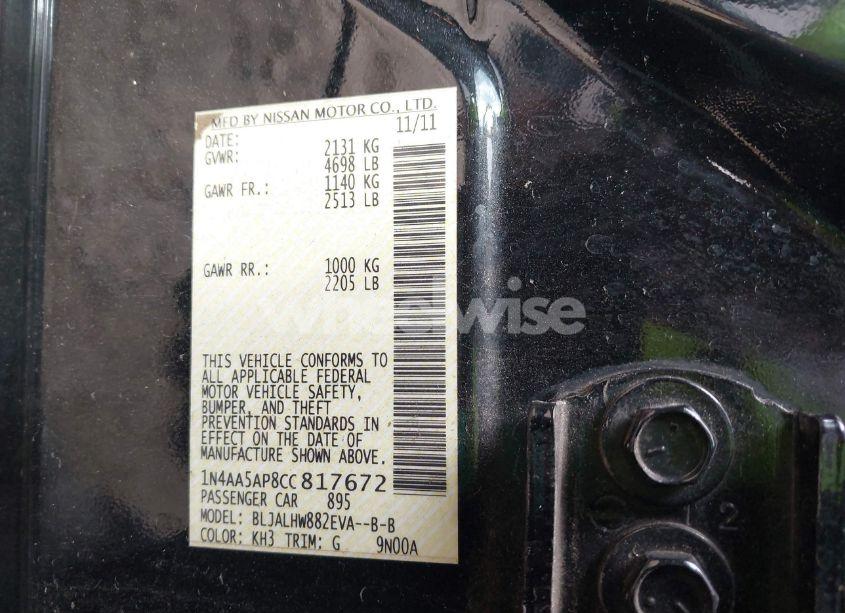 MFD BY NISSAN MOTOR CO., LTD.
DATE: 11/11
GVWR: 2131 KG
4698 LB
GAWR FR.: 1140 KG
2513 LB
GAWR RR.: 1000 KG
2205 LB
wheelwise
THIS VEHICLE CONFORMS TO
ALL APPLICABLE FEDERAL
MOTOR VEHICLE SAFETY,
BUMPER, AND THEFT
PREVENTION STANDARDS IN
EFFECT ON THE DATE OF
MANUFACTURE SHOWN ABOVE.
1N4AA5AP8CC817672
PASSENGER CAR 895
MODEL: BLJALHW882EVA--B-B
COLOR: KH3 TRIM: G 9N00A
12